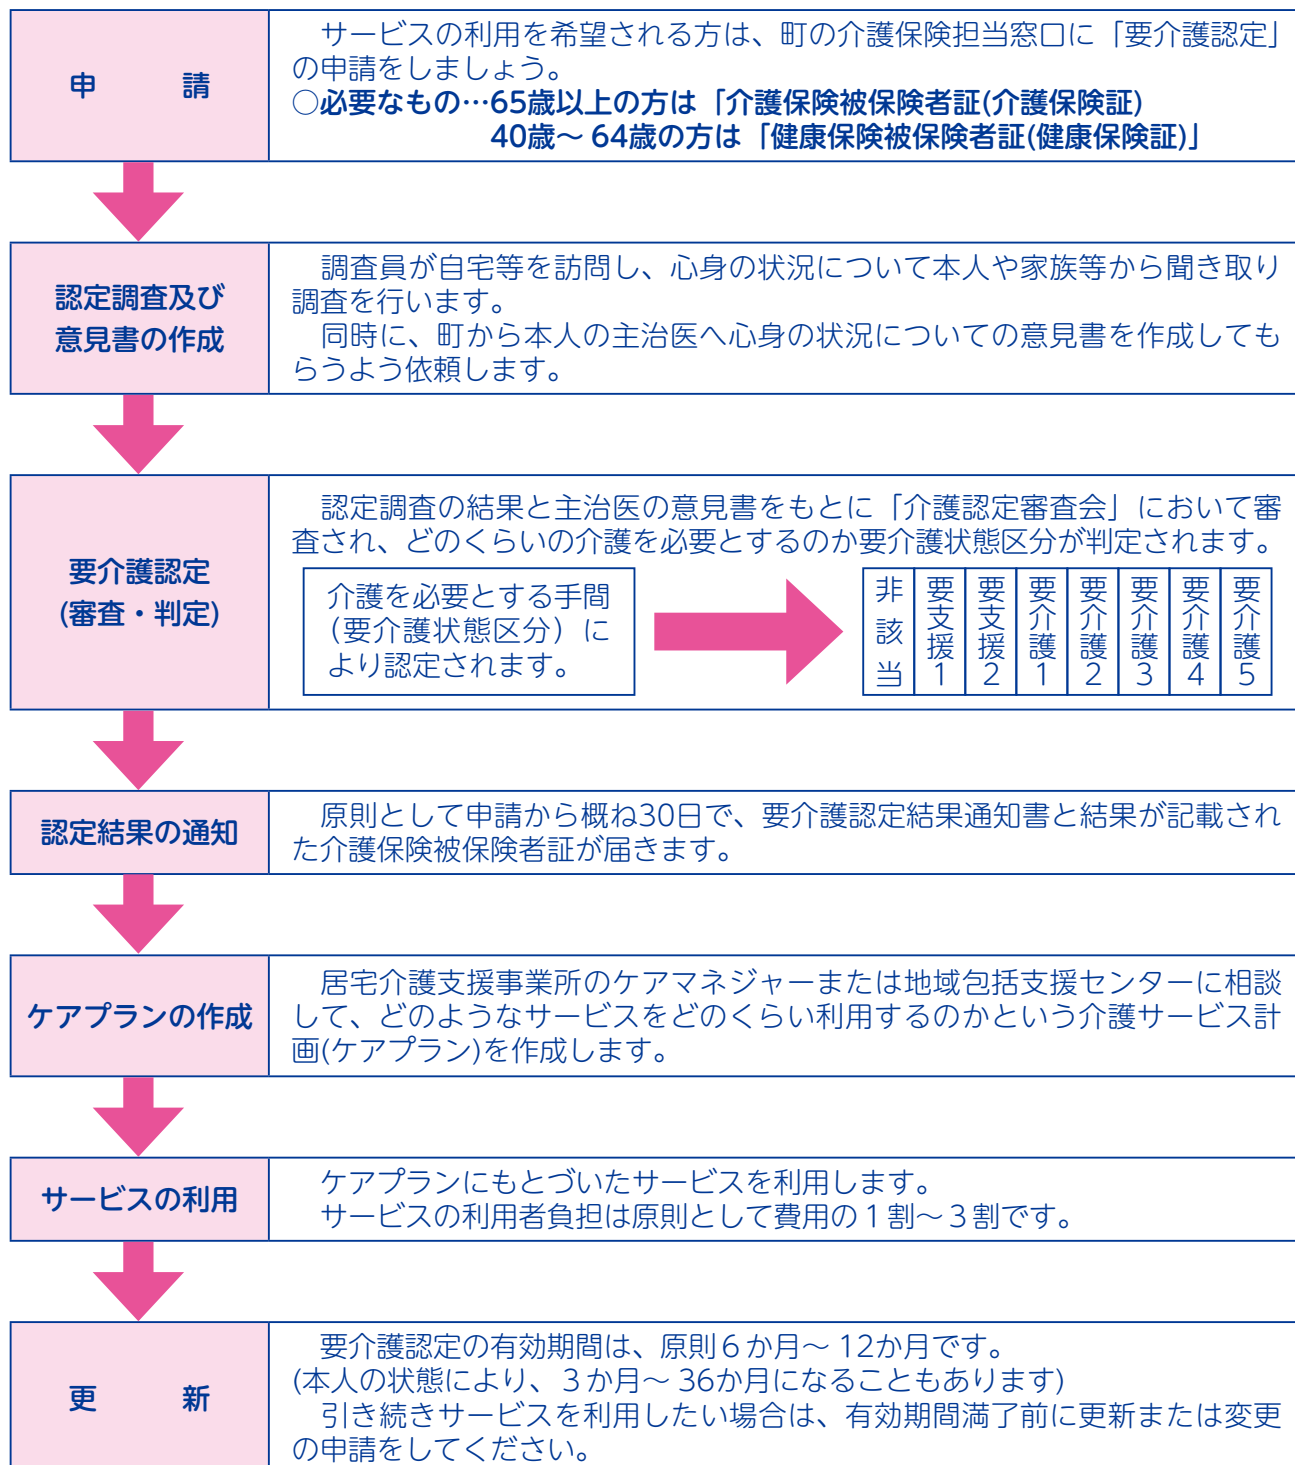 申請
サービスの利用を希望される方は、町の介護保険担当窓口に「要介護認定」
の申請をしましょう。
○必要なもの…65歳以上の方は「介護保険被保険者証(介護保険証)
40歳～64歳の方は「健康保険被保険者証(健康保険証)」
認定調査及び
意見書の作成
調査員が自宅等を訪問し、心身の状況について本人や家族等から聞き取り
調査を行います。
同時に、町から本人の主治医へ心身の状況についての意見書を作成しても
らうよう依頼します。
要介護認定
(審査・判定)
認定調査の結果と主治医の意見書をもとに「介護認定審査会」において審
査され、どのくらいの介護を必要とするのか要介護状態区分が判定されます。
介護を必要とする手間
（要介護状態区分）に
より認定されます。
非該当
要支援1
要支援2
要介護1
要介護2
要介護3
要介護4
要介護5
認定結果の通知
原則として申請から概ね30日で、要介護認定結果通知書と結果が記載され
た介護保険被保険者証が届きます。
ケアプランの作成
居宅介護支援事業所のケアマネジャーまたは地域包括支援センターに相談
して、どのようなサービスをどのくらい利用するのかという介護サービス計
画(ケアプラン)を作成します。
サービスの利用
ケアプランにもとづいたサービスを利用します。
サービスの利用者負担は原則として費用の１割～３割です。
更新
要介護認定の有効期間は、原則６か月～12か月です。
(本人の状態により、３か月～36か月になることもあります)
引き続きサービスを利用したい場合は、有効期間満了前に更新または変更
の申請をしてください。